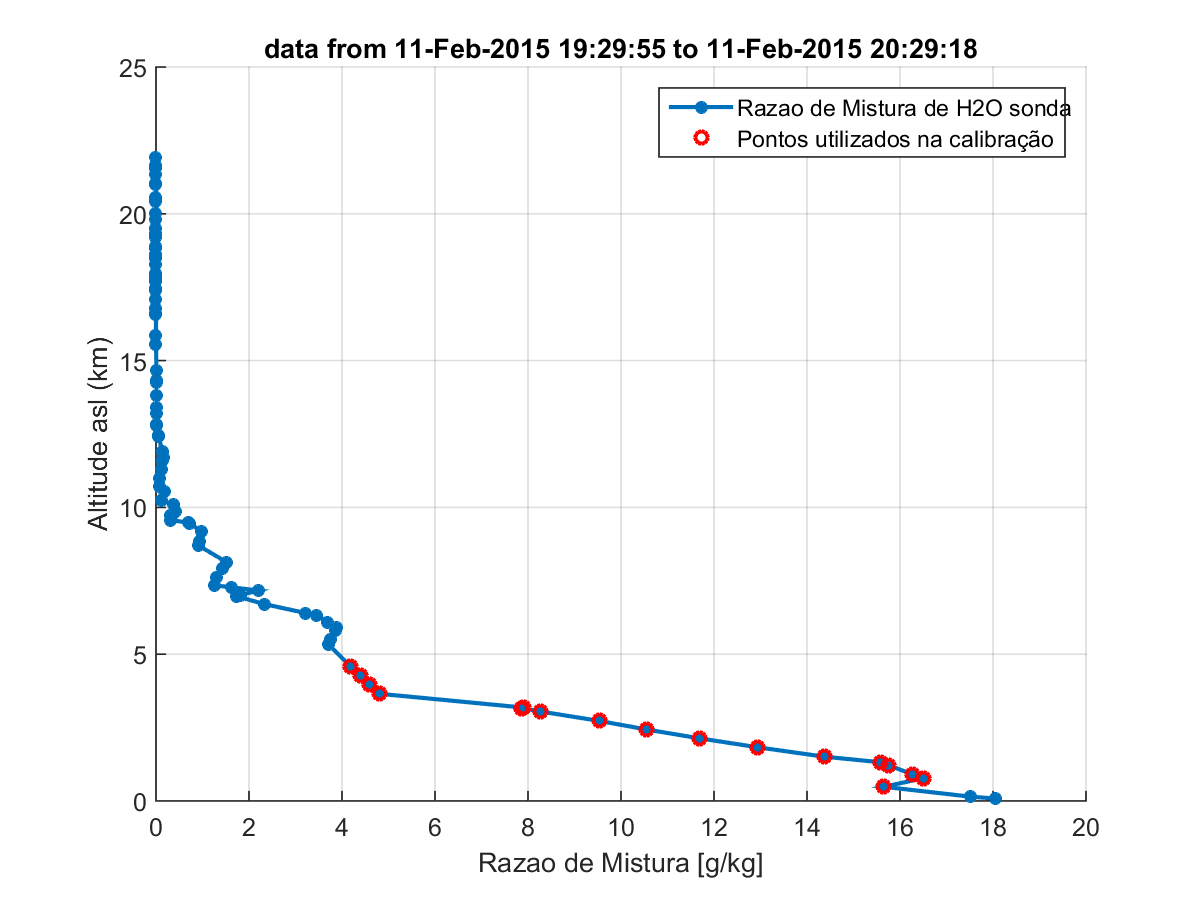 data from 11-Feb-2015 19:29:55 to 11-Feb-2015 20:29:18
25
Razao de Mistura de H2O sonda
Pontos utilizados na calibração
20
15
Altitude asl (km)
10
5
0
0 2 4 6 8 10 12 14 16 18 20
Razao de Mistura [g/kg]